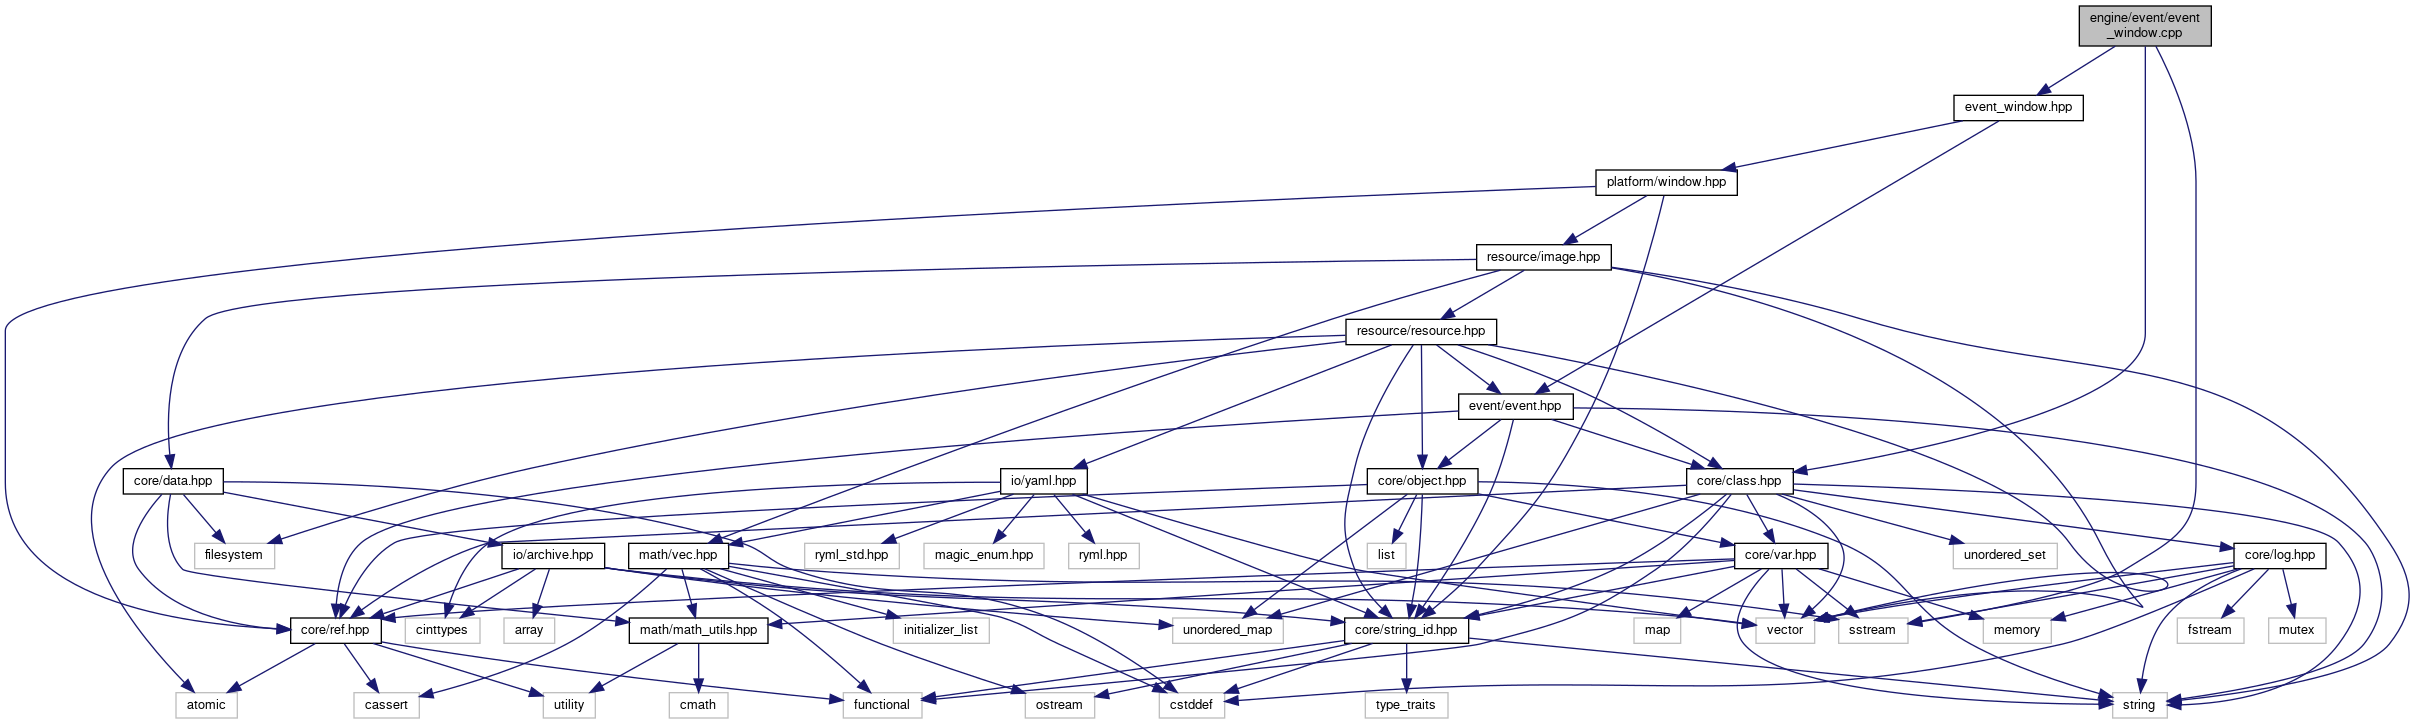 engine/event/event
_window.cpp
event_window.hpp
platform/window.hpp
resource/image.hpp
resource/resource.hpp
event/event.hpp
core/data.hpp
io/yaml.hpp
core/object.hpp
core/class.hpp
filesystem
io/archive.hpp
math/vec.hpp
ryml_std.hpp
magic_enum.hpp
ryml.hpp
list
core/var.hpp
unordered_set
core/log.hpp
core/ref.hpp
cinttypes
array
math/math_utils.hpp
initializer_list
unordered_map
core/string_id.hpp
map
vector
sstream
memory
fstream
mutex
atomic
cassert
utility
cmath
functional
ostream
cstddef
type_traits
string